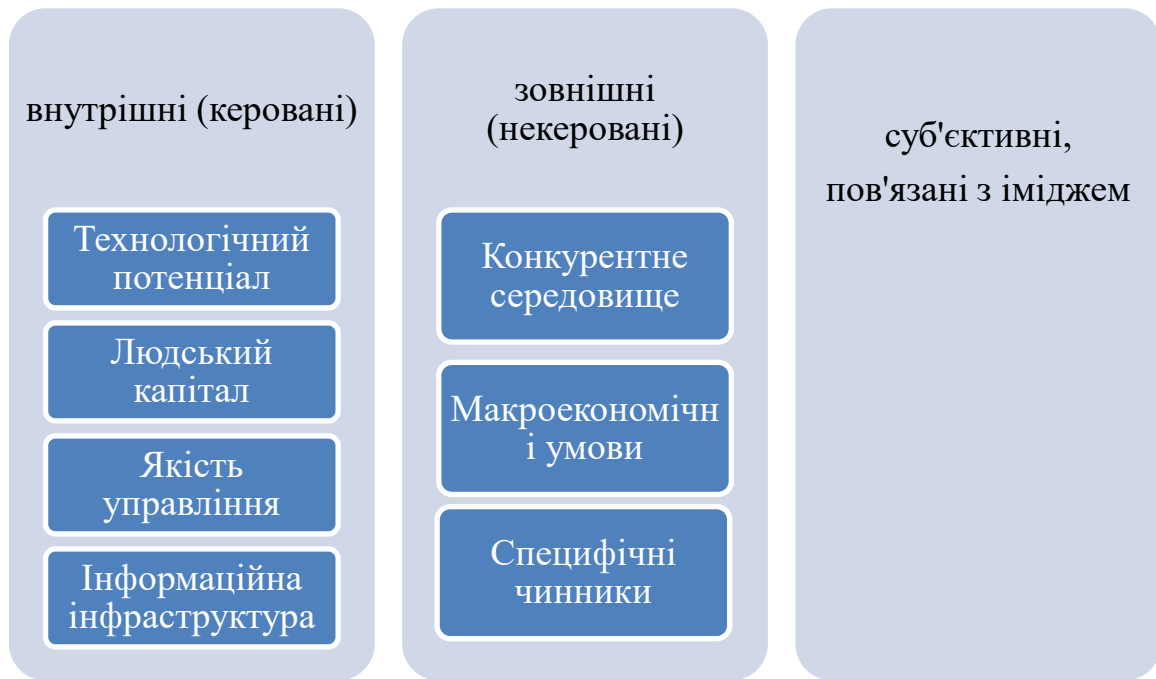 внутрішні (керовані)
Технологічний
потенціал
Людський
капітал
Якість
управління
Інформаційна
інфраструктура
зовнішні
(некеровані)
Конкурентне
середовище
Макроекономічн
і умови
Специфічні
чинники
суб'єктивні,
пов'язані з іміджем